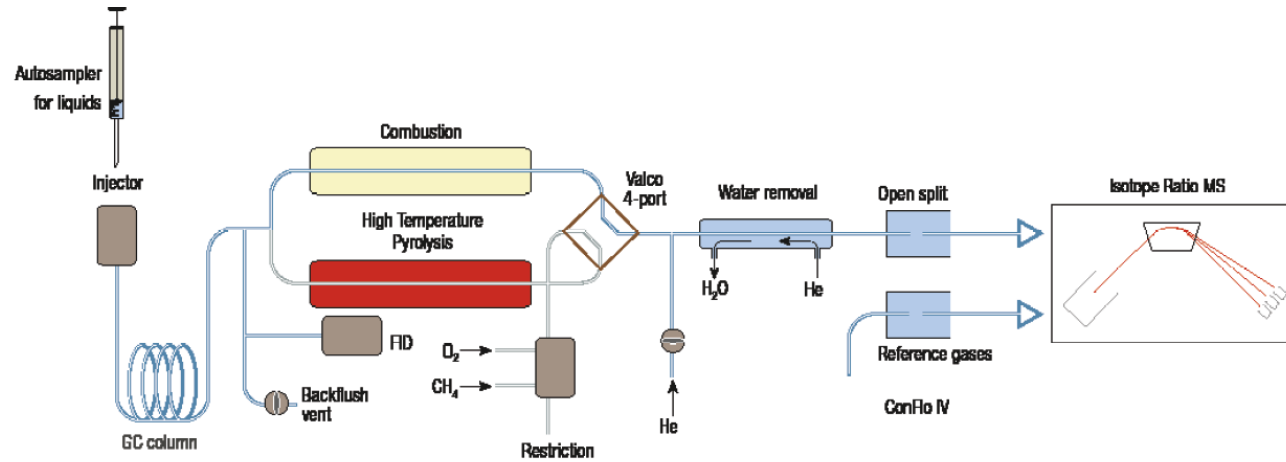 Autosampler
for liquids
Injector
GC column
Combustion
High Temperature
Pyrolysis
FID
Backflush
vent
O₂
CH₄
Restriction
Valco
4-port
He
Water removal
H₂O
He
Open split
Reference gases
ConFlo IV
Isotope Ratio MS